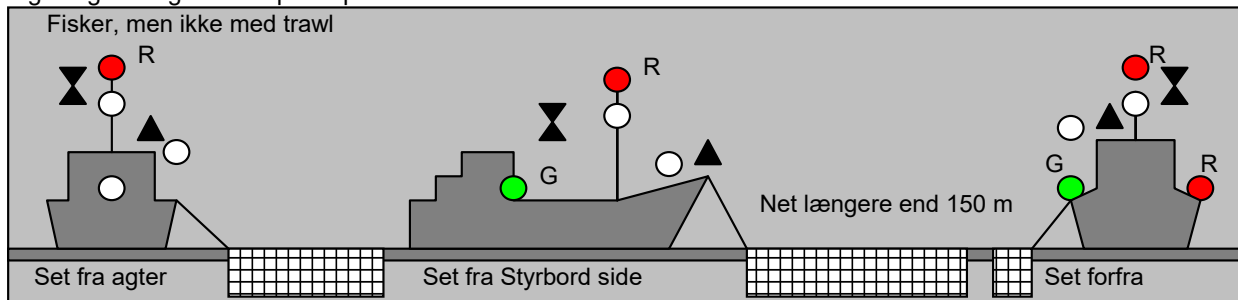 Fisker, men ikke med trawl
R
R
R
G
G
R
Net længere end 150 m
Set fra agter
Set fra Styrbord side
Set forfra